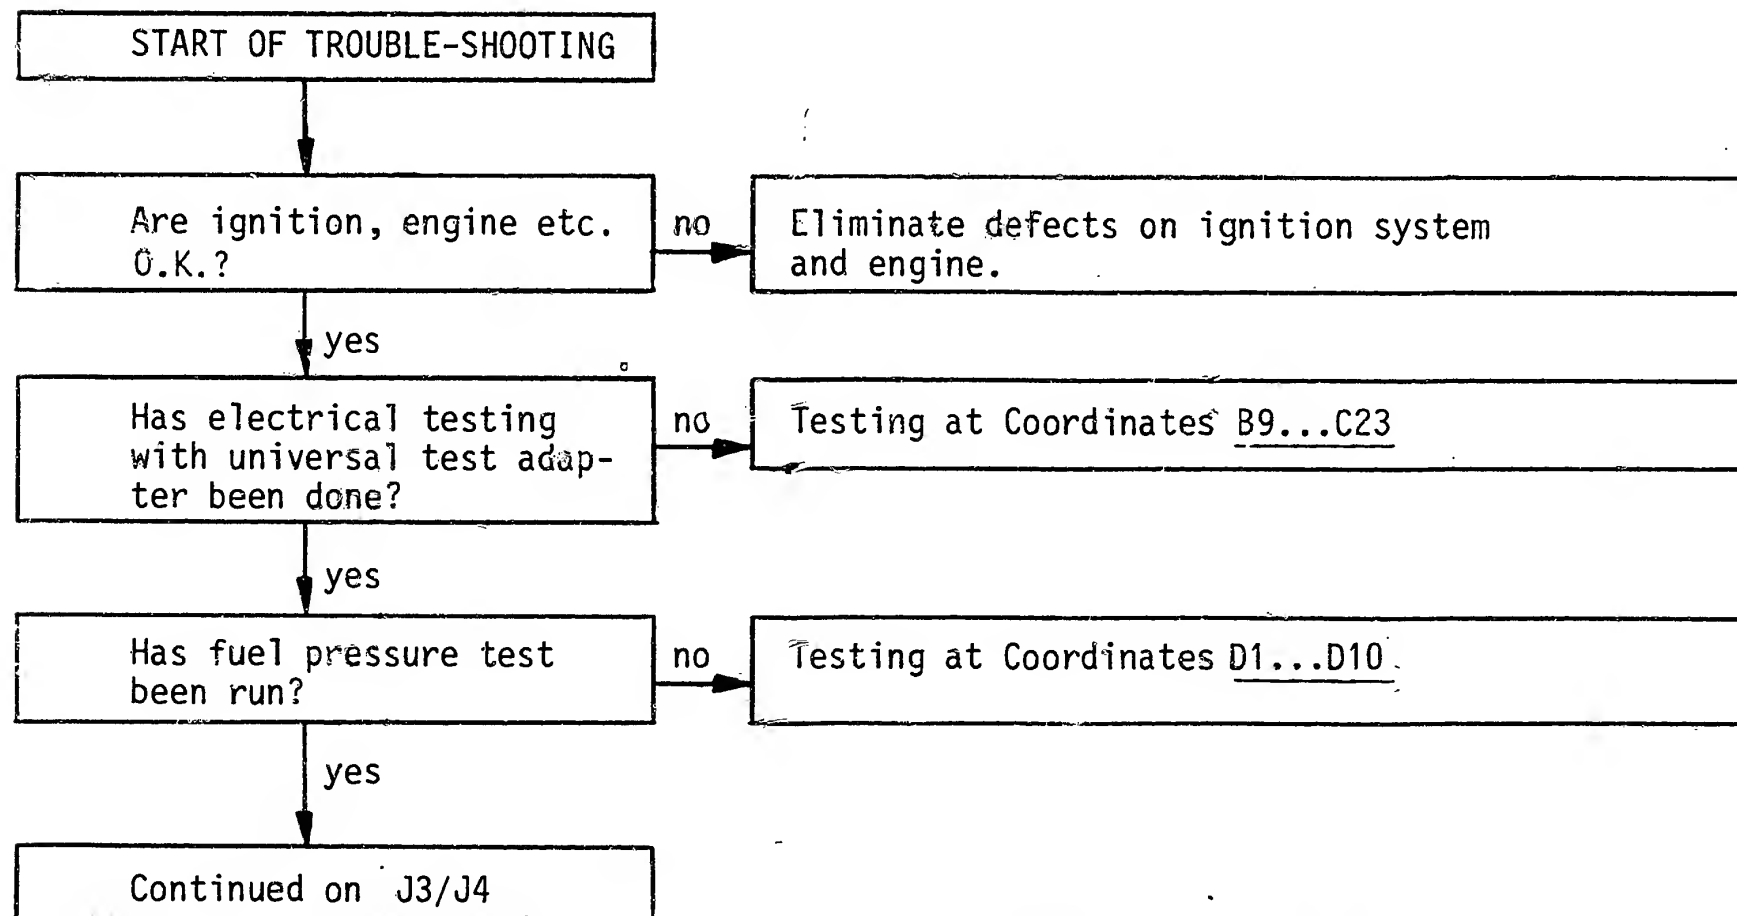 START OF TROUBLE-SHOOTING
Are ignition, engine etc.
O.K.?
no
Eliminate defects on ignition system
and engine.
yes
Has electrical testing
with universal test adap-
ter been done?
no
Testing at Coordinates B9...C23
yes
Has fuel pressure test
been run?
no
Testing at Coordinates D1...D10
yes
Continued on J3/J4